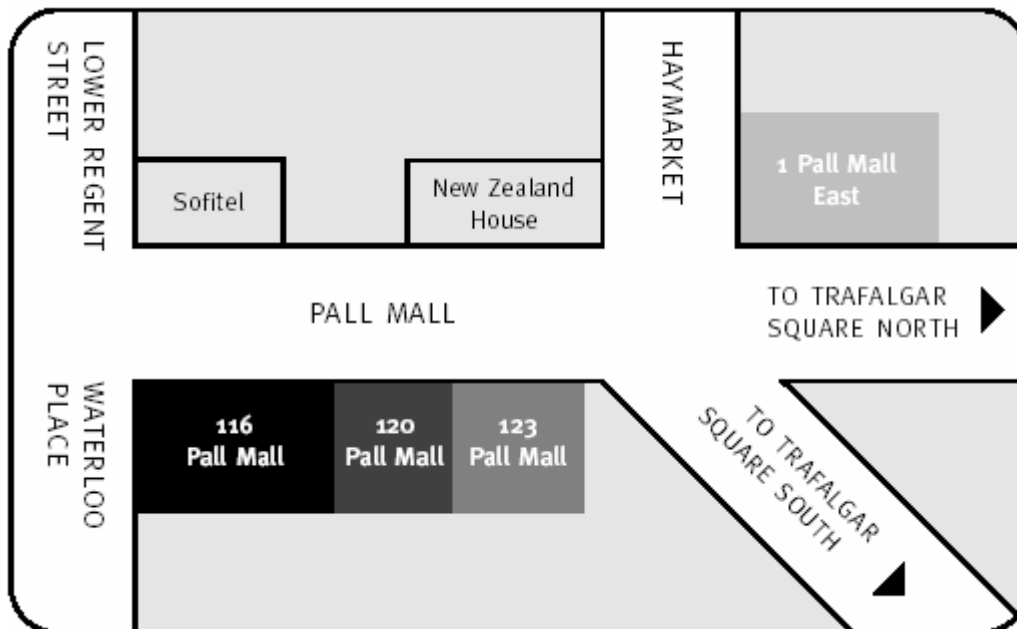 LOWER REGENT
STREET
HAYMARKET
Sofitel
New Zealand
House
1 Pall Mall
East
PALL MALL
TO TRAFALGAR
SQUARE NORTH
WATERLOO
PLACE
116
Pall Mall
120
Pall Mall
123
Pall Mall
TO TRAFALGAR
SQUARE SOUTH